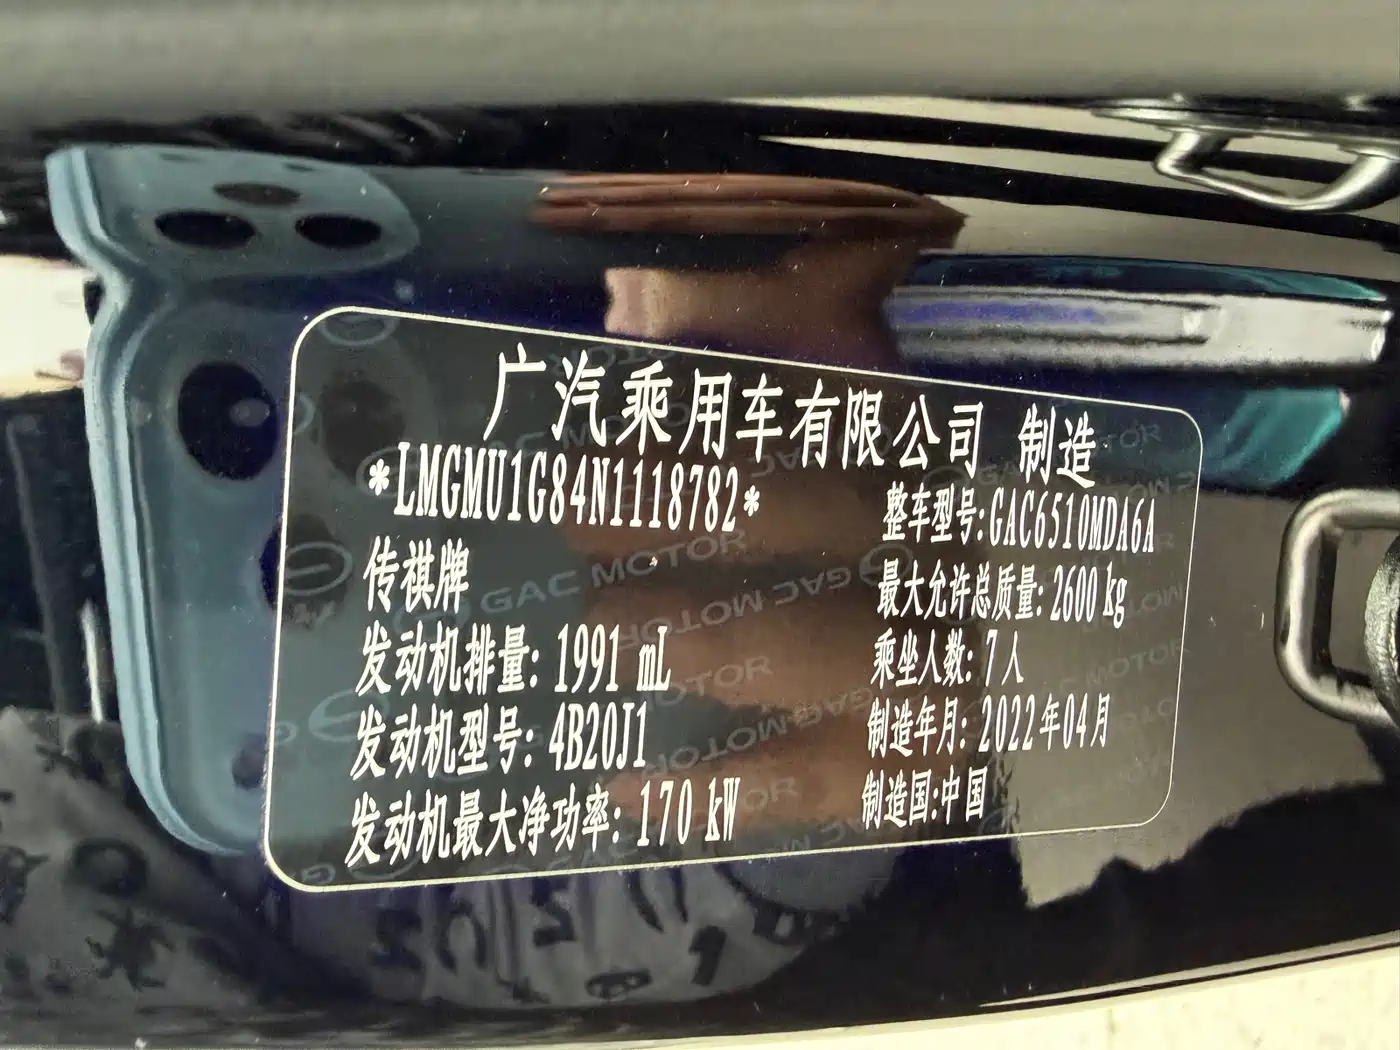 广汽乘用车有限公司 制造
*LMGMU1G84N1118782*
整车型号:GAC6510MDA6A
传祺牌
最大允许总质量:2600 kg
发动机排量:1991 mL
乘坐人数:7人
发动机型号:4B20J1
制造年月:2022年04月
发动机最大净功率:170 kW
制造国:中国
GAC MOTOR